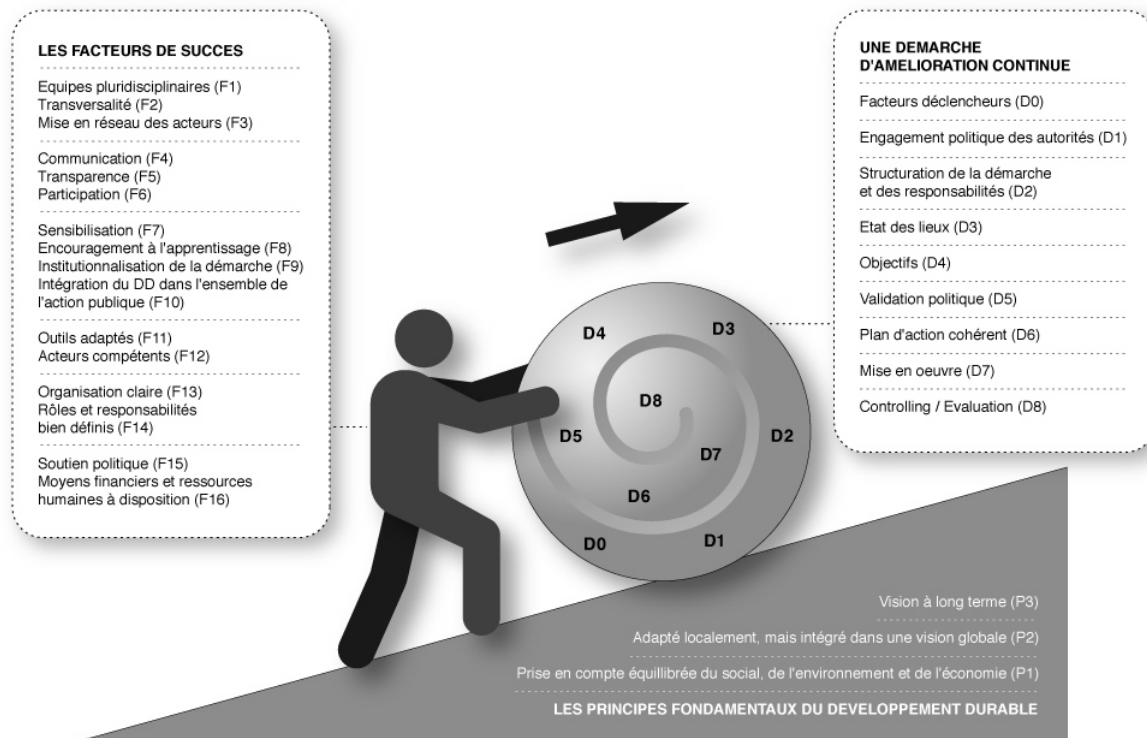 LES FACTEURS DE SUCCES
Equipes pluridisciplinaires (F1)
Transversalité (F2)
Mise en réseau des acteurs (F3)
Communication (F4)
Transparence (F5)
Participation (F6)
Sensibilisation (F7)
Encouragement à l'apprentissage (F8)
Institutionnalisation de la démarche (F9)
Intégration du DD dans l'ensemble de
l'action publique (F10)
Outils adaptés (F11)
Acteurs compétents (F12)
Organisation claire (F13)
Rôles et responsabilités
bien définis (F14)
Soutien politique (F15)
Moyens financiers et ressources
humaines à disposition (F16)
UNE DEMARCHE
D'AMELIORATION CONTINUE
Facteurs déclencheurs (D0)
Engagement politique des autorités (D1)
Structuration de la démarche
et des responsabilités (D2)
Etat des lieux (D3)
Objectifs (D4)
Validation politique (D5)
Plan d'action cohérent (D6)
Mise en oeuvre (D7)
Controlling / Evaluation (D8)
D4
D3
D8
D5
D2
D7
D6
D0
D1
Vision à long terme (P3)
Adapté localement, mais intégré dans une vision globale (P2)
Prise en compte équilibrée du social, de l'environnement et de l'économie (P1)
LES PRINCIPES FONDAMENTAUX DU DEVELOPPEMENT DURABLE